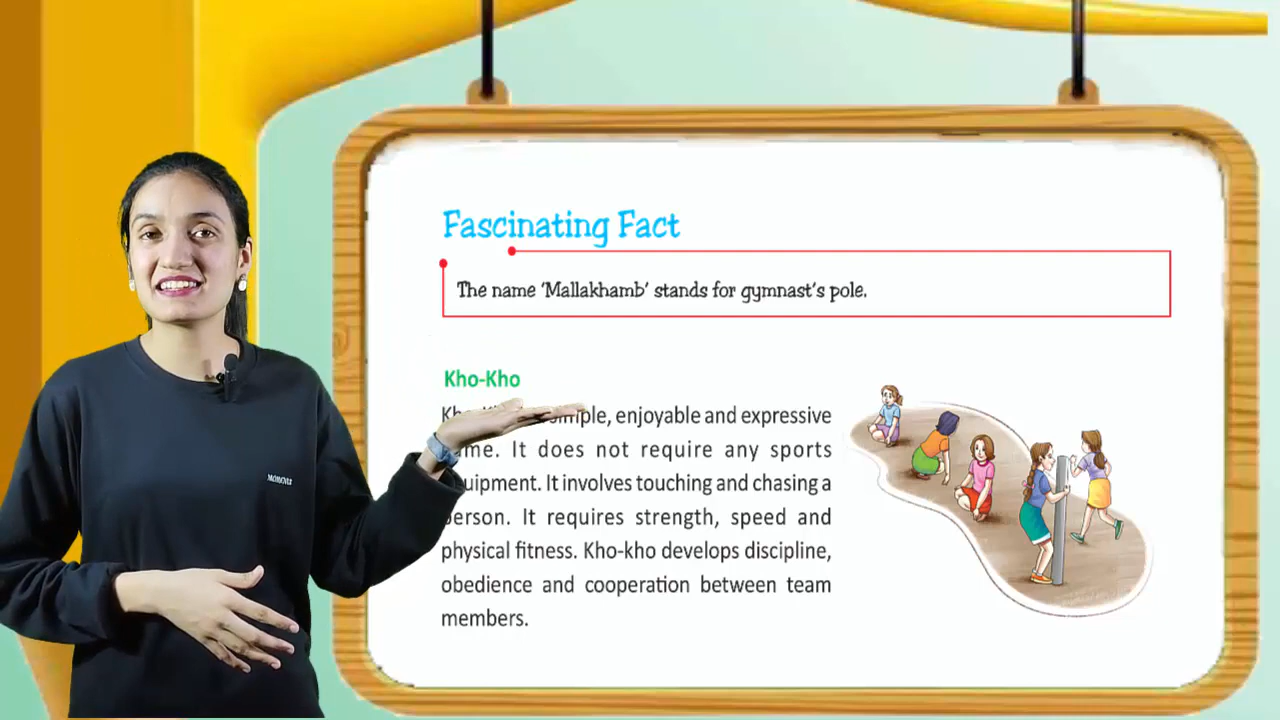 Fascinating Fact
The name ‘Mallakhamb’ stands for gymnast’s pole.
Kho-Kho
simple, enjoyable and expressive
It does not require any sports
It involves touching and chasing a
person. It requires strength, speed and
physical fitness. Kho-kho develops discipline,
obedience and cooperation between team
members.